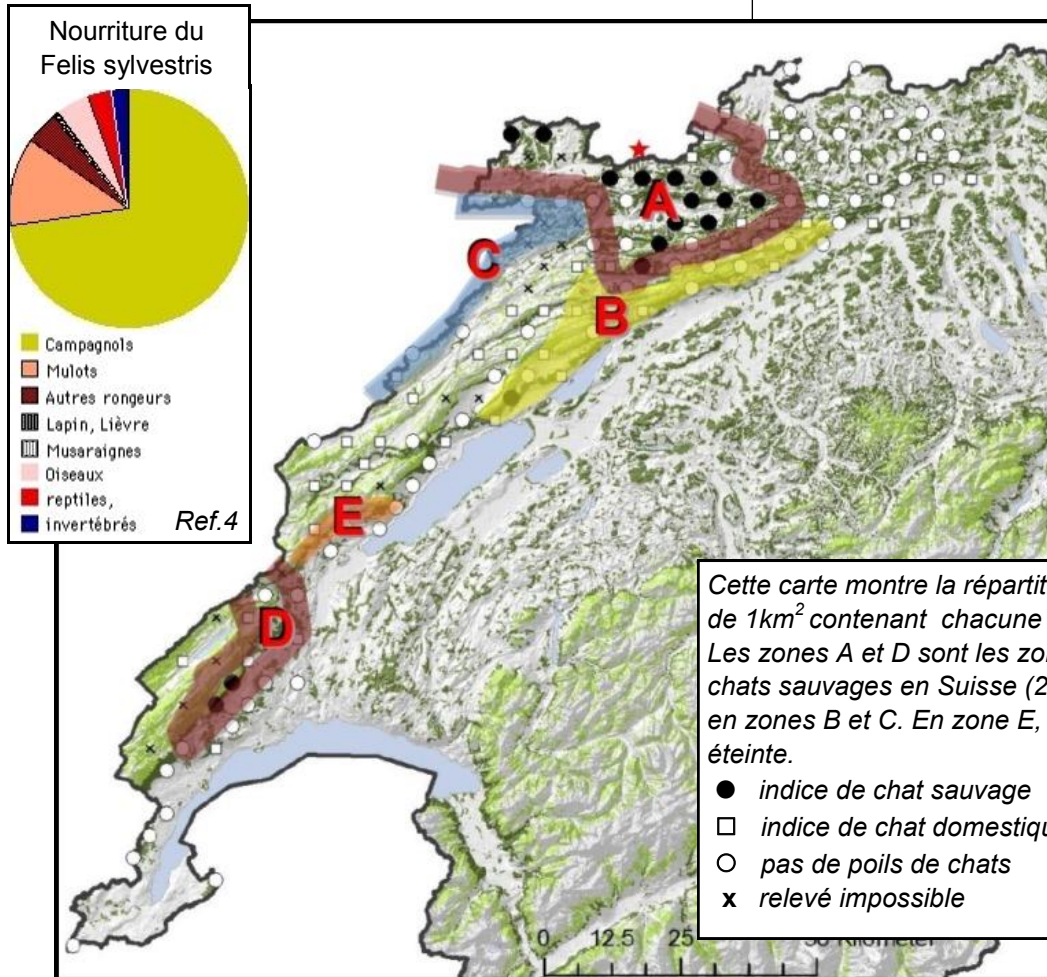 Nourriture du
Felis sylvestris
Campagnols
Mulots
Autres rongeurs
Lapin, Lièvre
Musaraignes
Oiseaux
reptiles,
invertébrés
Ref.4
A
C
B
E
D
Cette carte montre la répartit
de 1km² contenant chacune
Les zones A et D sont les zon
chats sauvages en Suisse (2
en zones B et C. En zone E,
éteinte.
indice de chat sauvage
indice de chat domestiqu
pas de poils de chats
x relevé impossible
0 12.5 25 50 Kilometer